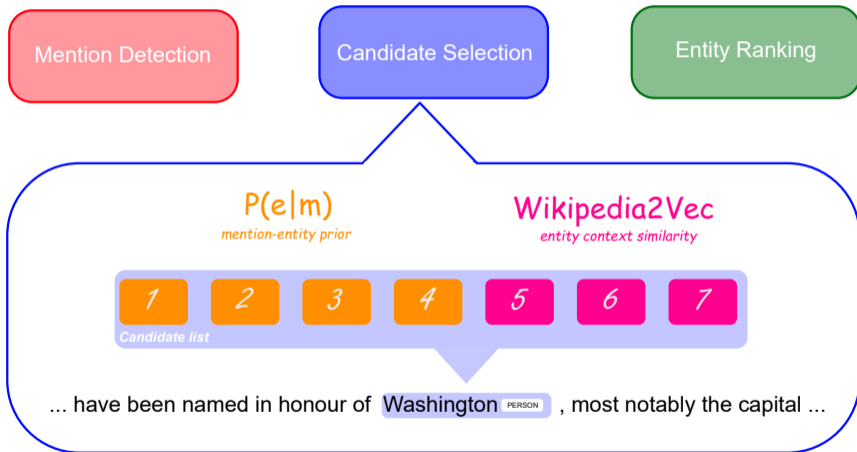 Mention Detection
Candidate Selection
Entity Ranking
P(e|m)
mention-entity prior
Wikipedia2Vec
entity context similarity
1 2 3 4 5 6 7
Candidate list
... have been named in honour of Washington PERSON , most notably the capital ...